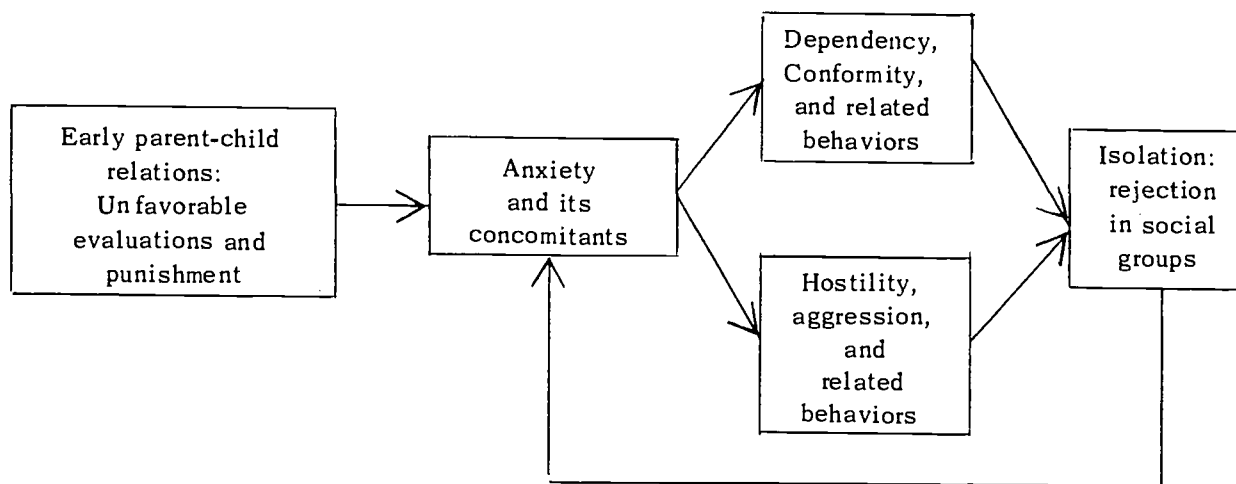 Early parent-child
relations:
Unfavorable
evaluations and
punishment
Anxiety
and its
concomitants
Dependency,
Conformity,
and related
behaviors
Hostility,
aggression,
and
related
behaviors
Isolation:
rejection
in social
groups